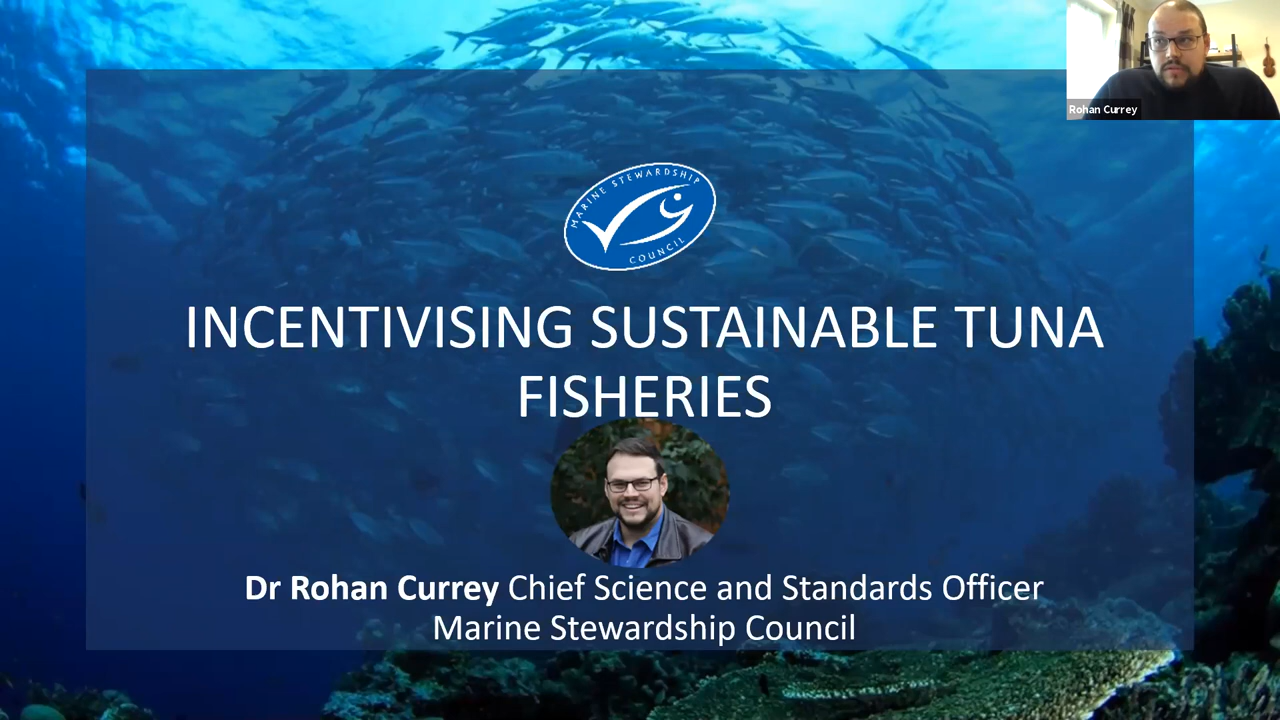 Rohan Currey
MARINE STEWARDSHIP
COUNCIL
INCENTIVISING SUSTAINABLE TUNA
FISHERIES
Dr Rohan Currey Chief Science and Standards Officer
Marine Stewardship Council